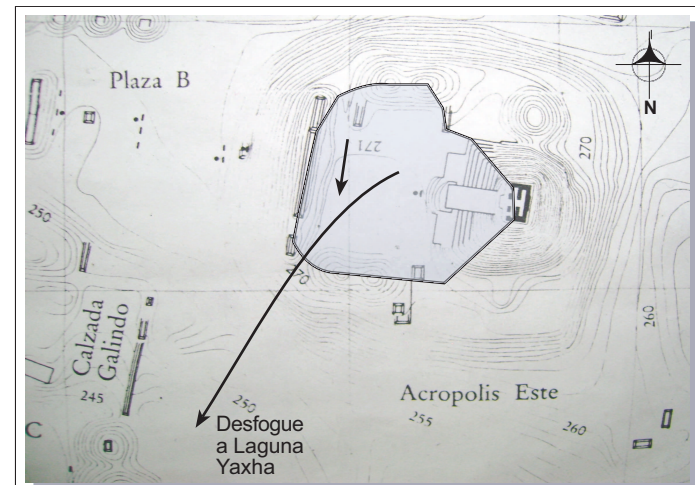 Plaza B
N
271
270
250
270
Calzada
Galindo
260
245
250
Acropolis Este
255
260
C
Desfogue
a Laguna
Yaxha